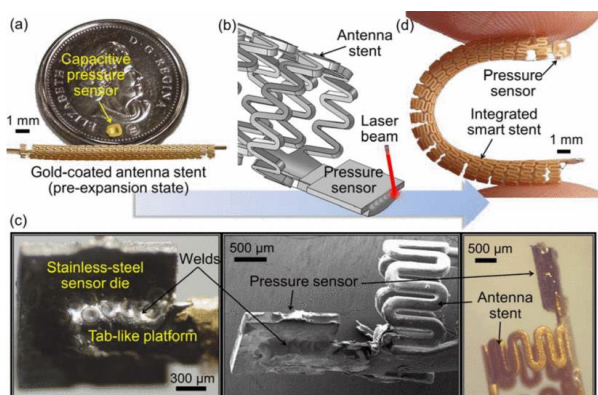 (a)
ELIZABETH
D·G·REGINA
Capacitive
pressure
sensor
1 mm
Gold-coated antenna stent
(pre-expansion state)
(b)
Antenna
stent
Laser
beam
Pressure
sensor
(d)
Pressure
sensor
Integrated
smart stent
1 mm
(c)
Stainless-steel
sensor die
Welds
Tab-like platform
300 µm
500 µm
Pressure sensor
Antenna
stent
500 µm